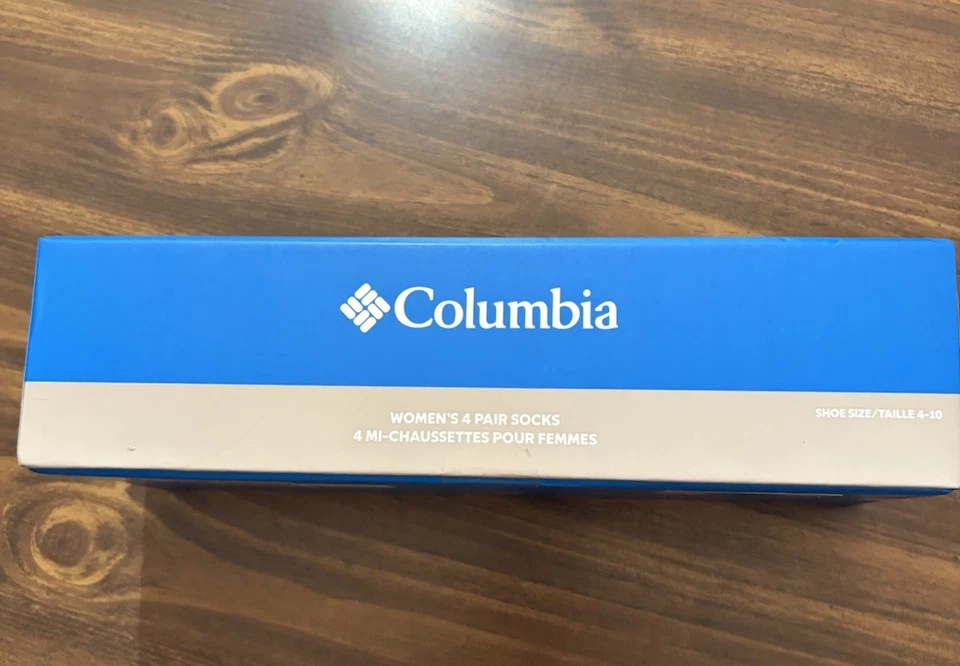 Columbia
WOMEN'S 4 PAIR SOCKS
4 MI-CHAUSSETTES POUR FEMMES
SHOE SIZE/TAILLE 4-10